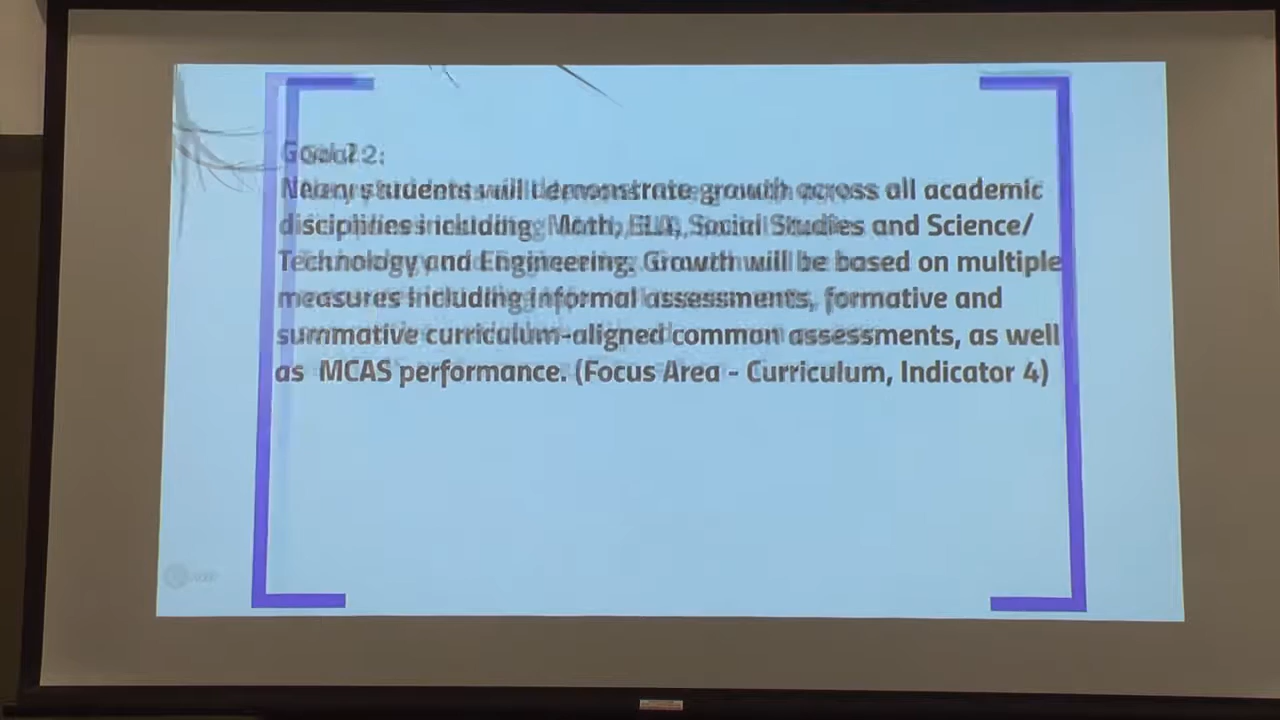 Goal 2:
students will demonstrate growth across all academic
disciplines including Math, ELA, Social Studies and Science/
Technology and Engineering. Growth will be based on multiple
measures including informal assessments, formative and
summative curriculum-aligned common assessments, as well
as MCAS performance. (Focus Area - Curriculum, Indicator 4)